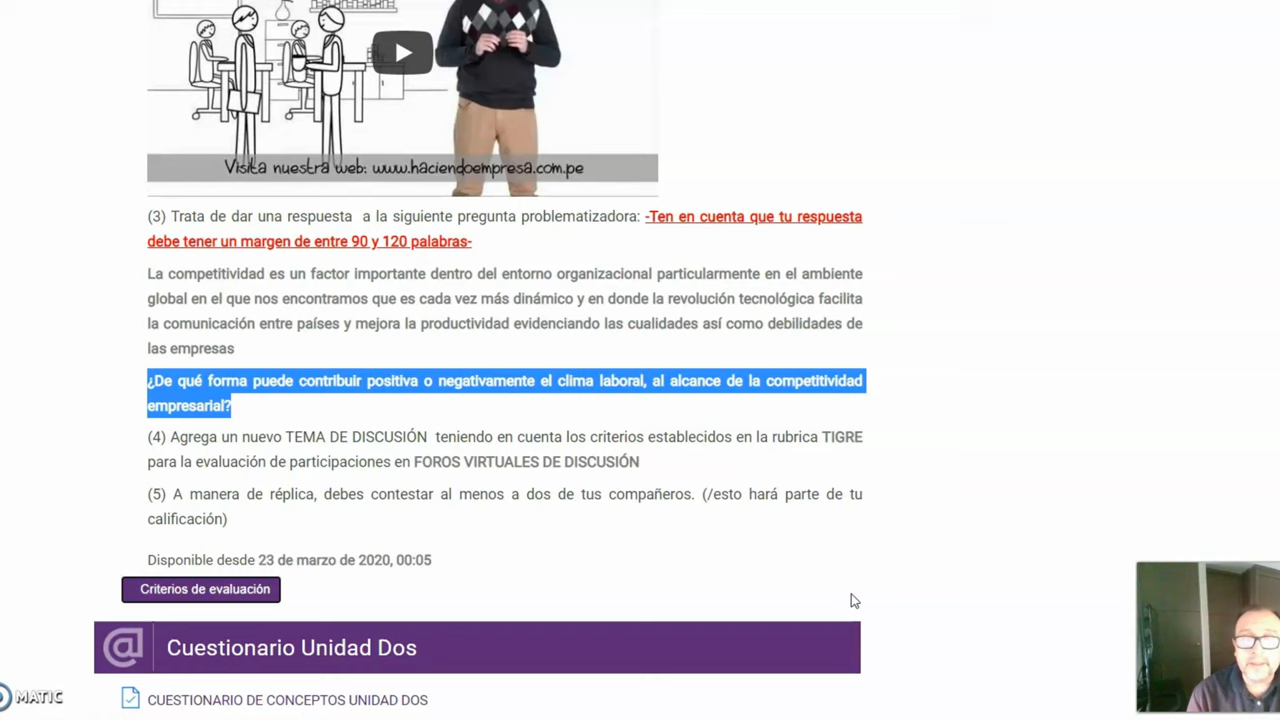 Visita nuestra web: www.haciendoempresa.com.pe
(3) Trata de dar una respuesta a la siguiente pregunta problematizadora: -Ten en cuenta que tu respuesta
debe tener un margen de entre 90 y 120 palabras-
La competitividad es un factor importante dentro del entorno organizacional particularmente en el ambiente
global en el que nos encontramos que es cada vez más dinámico y en donde la revolución tecnológica facilita
la comunicación entre países y mejora la productividad evidenciando las cualidades así como debilidades de
las empresas
¿De qué forma puede contribuir positiva o negativamente el clima laboral, al alcance de la competitividad
empresarial?
(4) Agrega un nuevo TEMA DE DISCUSIÓN teniendo en cuenta los criterios establecidos en la rubrica TIGRE
para la evaluación de participaciones en FOROS VIRTUALES DE DISCUSIÓN
(5) A manera de réplica, debes contestar al menos a dos de tus compañeros. (/esto hará parte de tu
calificación)
Disponible desde 23 de marzo de 2020, 00:05
Criterios de evaluación
@ Cuestionario Unidad Dos
MATIC
CUESTIONARIO DE CONCEPTOS UNIDAD DOS